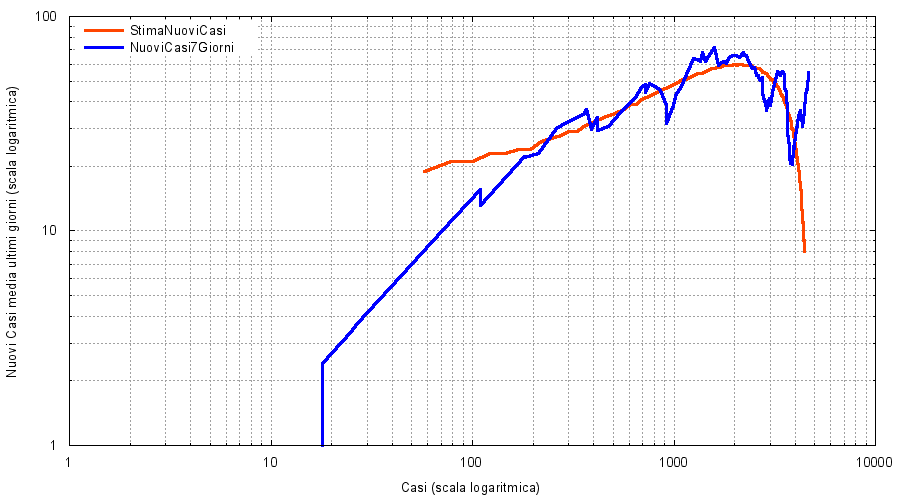 100
StimaNuoviCasi
NuoviCasi7Giorni
Nuovi Casi media ultimi giorni (scala logaritmica)
10
1
1 10 100 1000 10000
Casi (scala logaritmica)